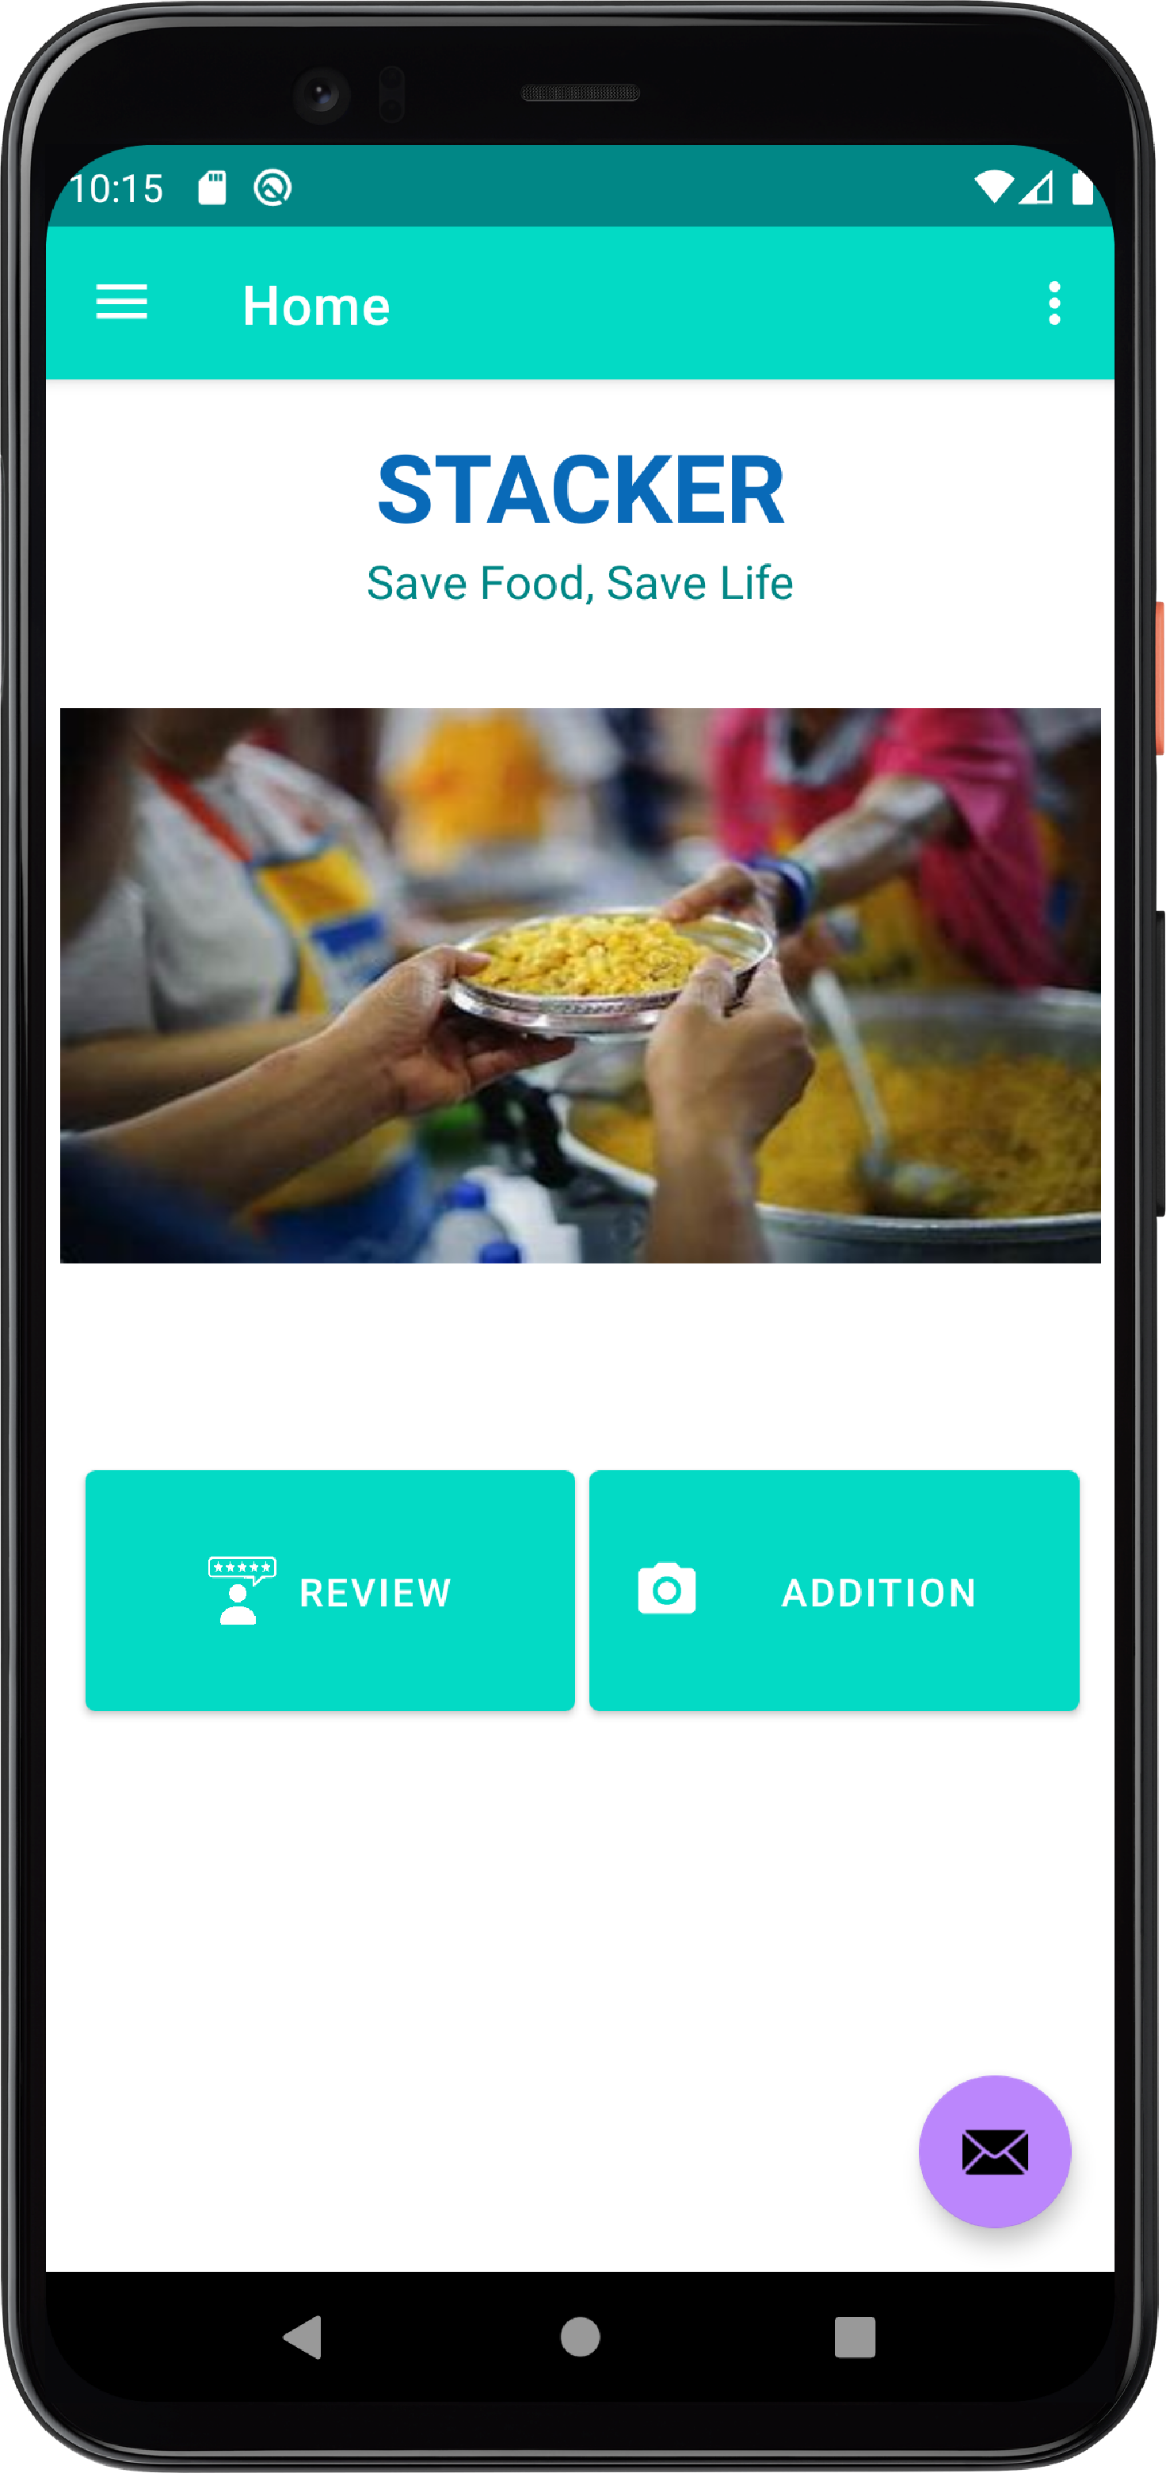 10:15
Home
STACKER
Save Food, Save Life
REVIEW
ADDITION